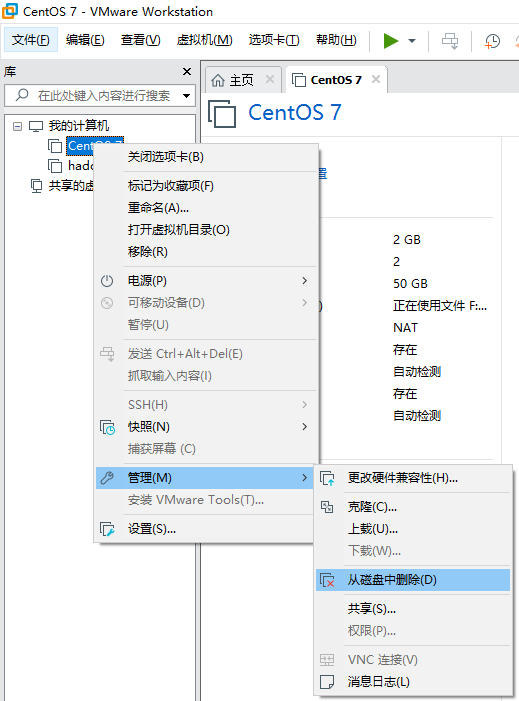 CentOS 7 - VMware Workstation
文件(F) 编辑(E) 查看(V) 虚拟机(M) 选项卡(T) 帮助(H)
库
在此处键入内容进行搜索
我的计算机
CentOS 7
hado
共享的虚
主页
CentOS 7
CentOS 7
置
2 GB
2
50 GB
正在使用文件 F:...
NAT
存在
自动检测
存在
自动检测
关闭选项卡(B)
标记为收藏项(F)
重命名(A)...
打开虚拟机目录(O)
移除(R)
电源(P)
可移动设备(D)
暂停(U)
发送 Ctrl+Alt+Del(E)
抓取输入内容(I)
SSH(H)
快照(N)
捕获屏幕 (C)
管理(M)
安装 VMware Tools(T)...
设置(S)...
更改硬件兼容性(H)...
克隆(C)...
上载(U)...
下载(W)...
从磁盘中删除(D)
共享(S)...
权限(P)...
VNC 连接(V)
消息日志(L)